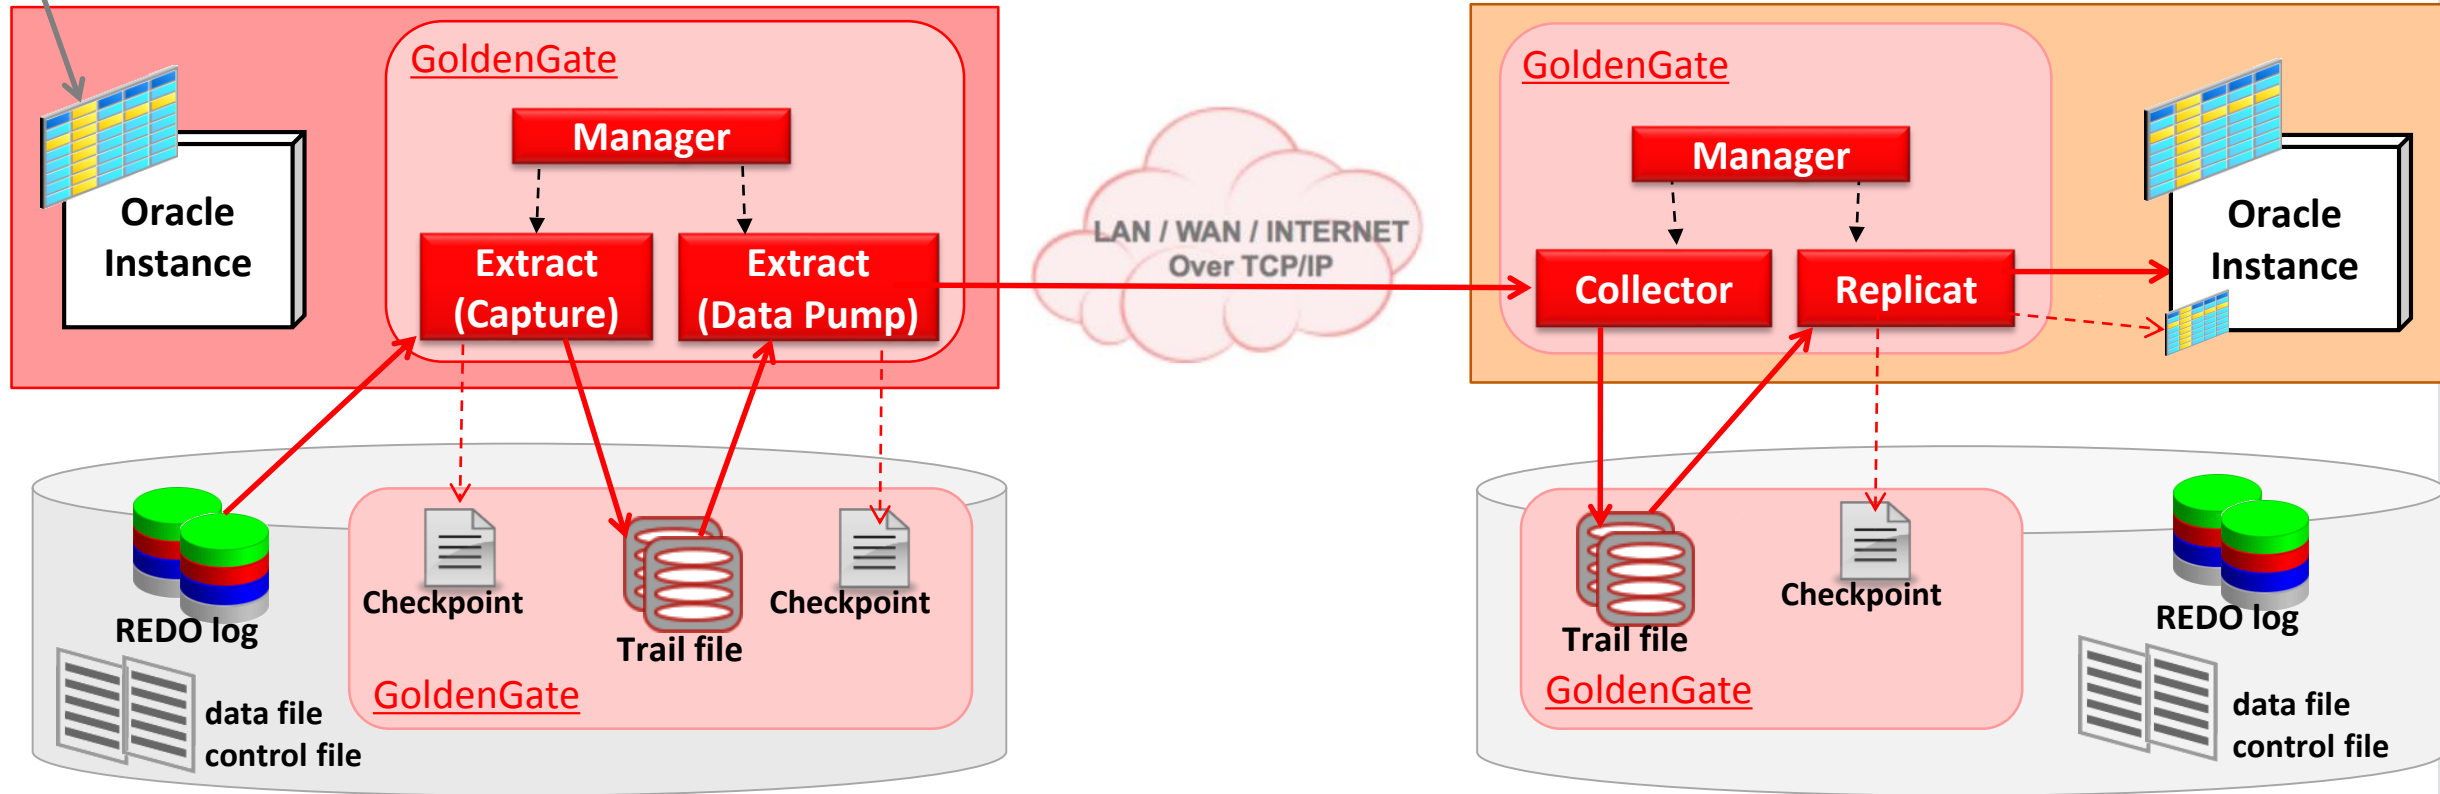 GoldenGate
Manager
Oracle
Instance
Extract
(Capture)
Extract
(Data Pump)
LAN / WAN / INTERNET
Over TCP/IP
GoldenGate
Manager
Collector
Replicat
Oracle
Instance
REDO log
Checkpoint
Trail file
Checkpoint
GoldenGate
data file
control file
Trail file
Checkpoint
GoldenGate
REDO log
data file
control file